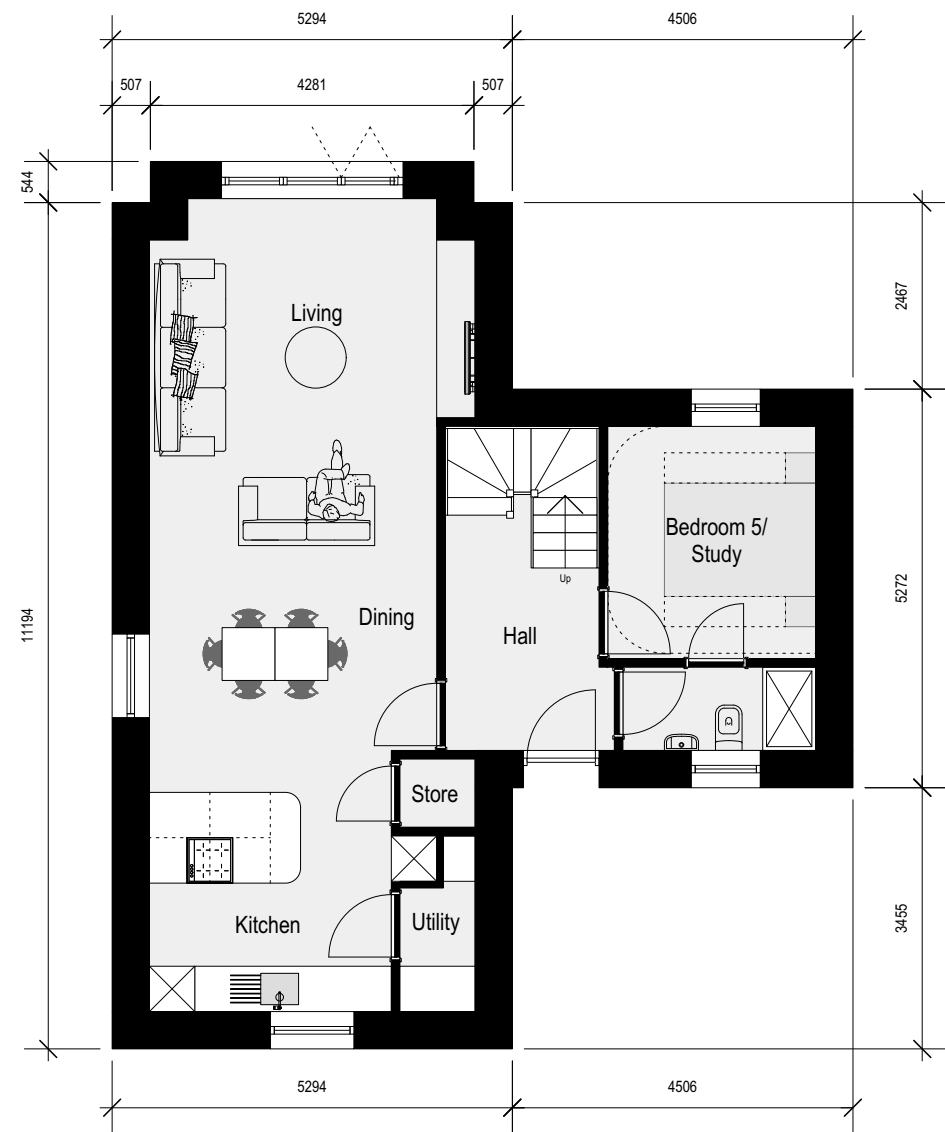 5294
4506
507
4281
507
544
2467
Living
Bedroom 5/
Study
Up
5272
Dining
11194
Hall
Store
Kitchen
Utility
3455
5294
4506